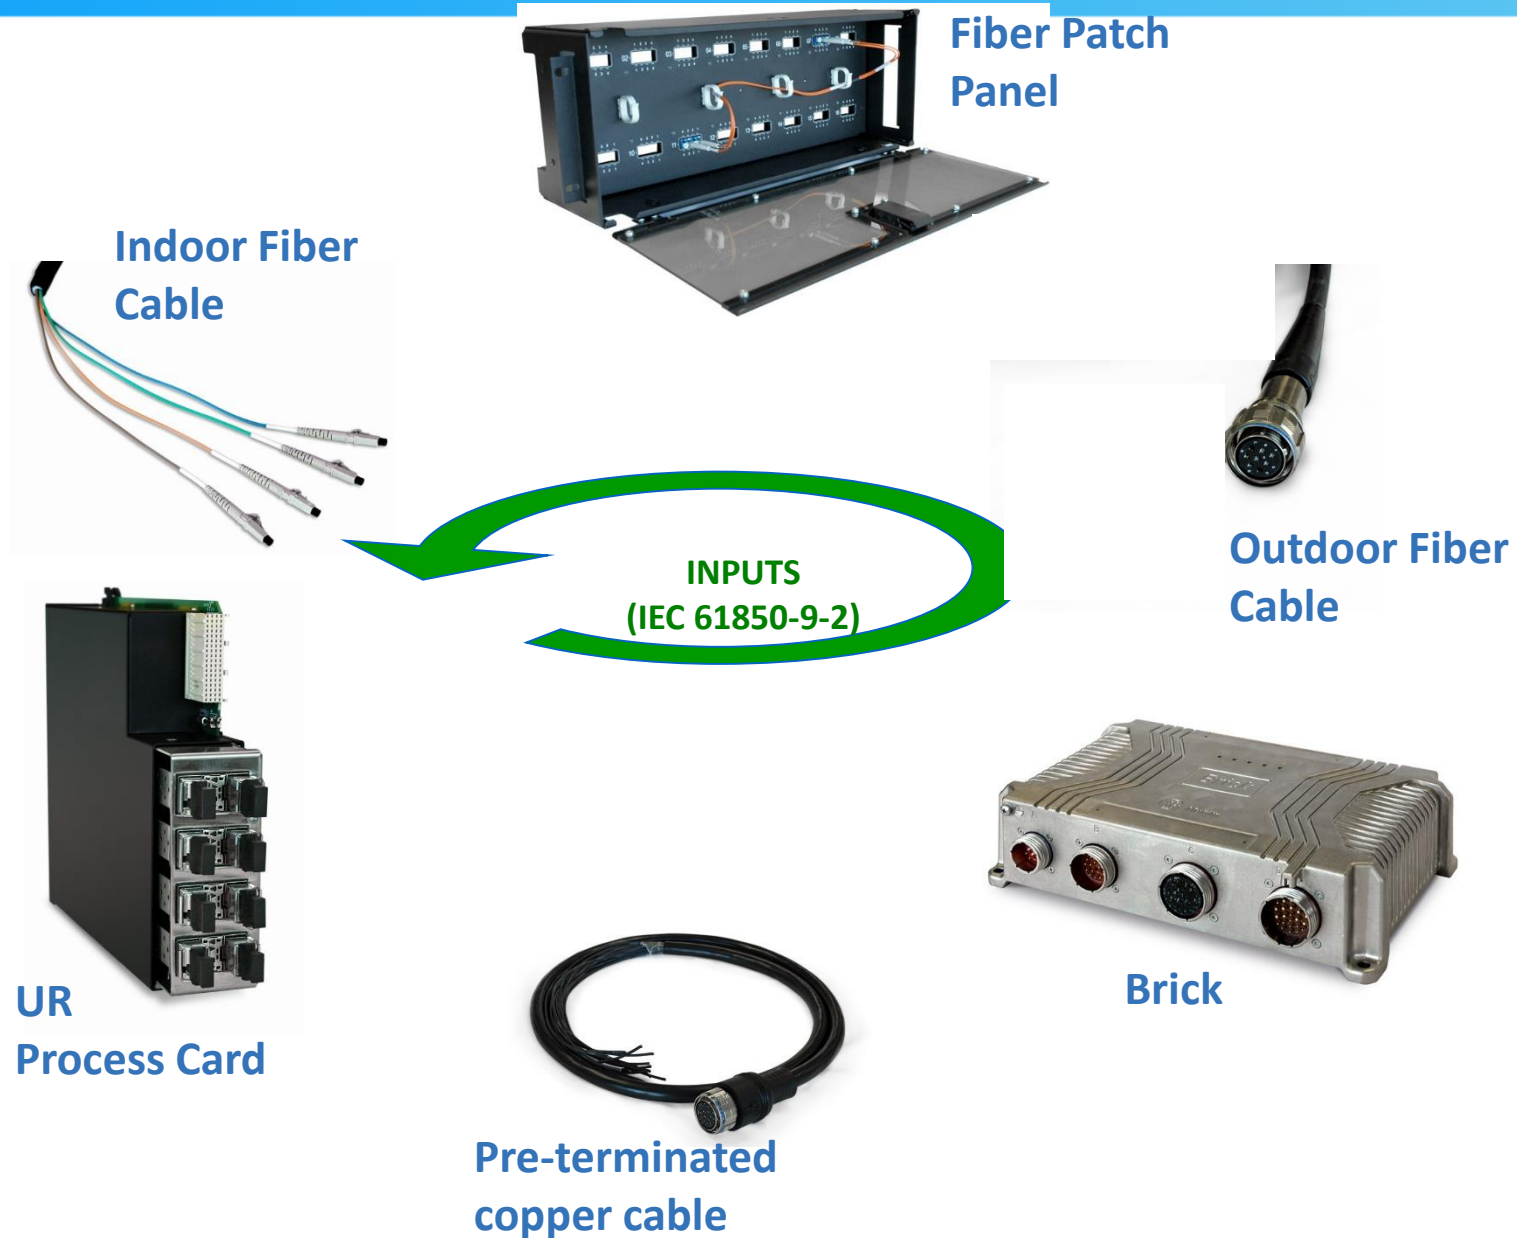 Fiber Patch
Panel
Indoor Fiber
Cable
INPUTS
(IEC 61850-9-2)
Outdoor Fiber
Cable
Brick
Brick
UR
Process Card
Pre-terminated
copper cable